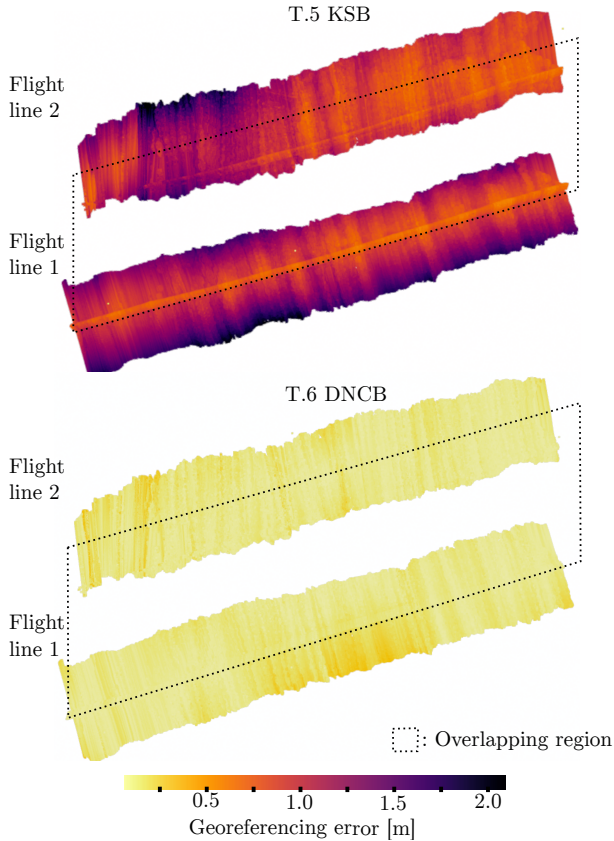 T.5 KSB
Flight
line 2
Flight
line 1
T.6 DNCB
Flight
line 2
Flight
line 1
: Overlapping region
0.5 1.0 1.5 2.0
Georeferencing error [m]